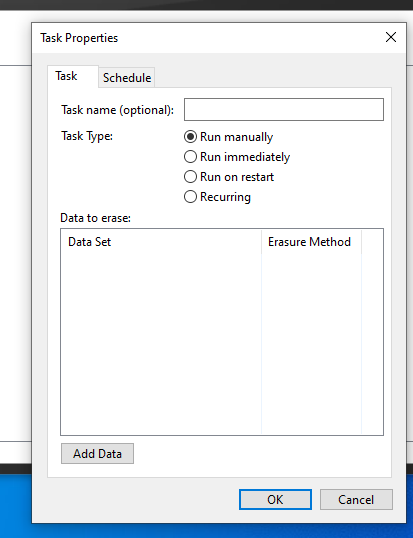 Task Properties
Task Schedule
Task name (optional):
Task Type: Run manually
Run immediately
Run on restart
Recurring
Data to erase:
Data Set Erasure Method
Add Data
OK Cancel